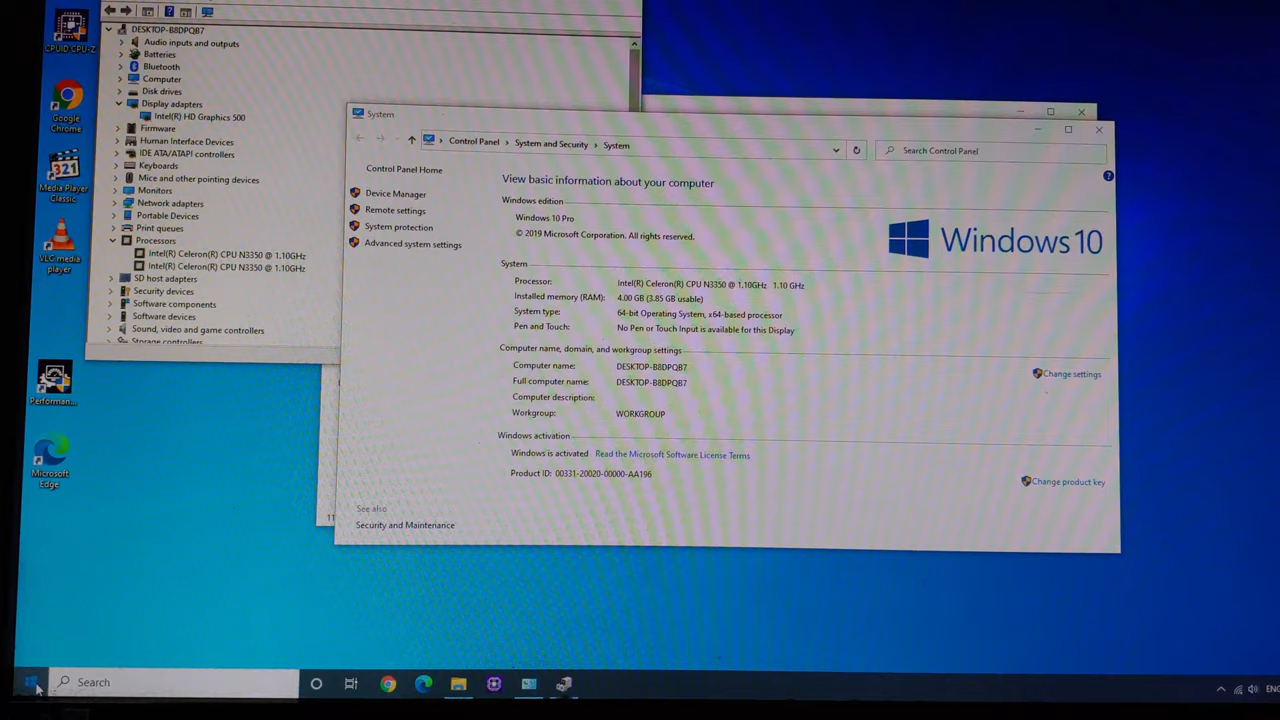 CPUID CPU-Z
Google
Chrome
Media Player
Classic
VLC media
player
Performan...
Microsoft
Edge
DESKTOP-B8DPQB7
Audio inputs and outputs
Batteries
Bluetooth
Computer
Disk drives
Display adapters
Intel(R) HD Graphics 500
Firmware
Human Interface Devices
IDE ATA/ATAPI controllers
Keyboards
Mice and other pointing devices
Monitors
Network adapters
Portable Devices
Print queues
Processors
Intel(R) Celeron(R) CPU N3350 @ 1.10GHz
Intel(R) Celeron(R) CPU N3350 @ 1.10GHz
SD host adapters
Security devices
Software components
Software devices
Sound, video and game controllers
Storage controllers
System
Control Panel > System and Security > System
Search Control Panel
Control Panel Home
Device Manager
Remote settings
System protection
Advanced system settings
See also
Security and Maintenance
View basic information about your computer
Windows edition
Windows 10 Pro
© 2019 Microsoft Corporation. All rights reserved.
Windows 10
System
Processor: Intel(R) Celeron(R) CPU N3350 @ 1.10GHz 1.10 GHz
Installed memory (RAM): 4.00 GB (3.85 GB usable)
System type: 64-bit Operating System, x64-based processor
Pen and Touch: No Pen or Touch Input is available for this Display
Computer name, domain, and workgroup settings
Computer name: DESKTOP-B8DPQB7
Change settings
Full computer name: DESKTOP-B8DPQB7
Computer description:
Workgroup: WORKGROUP
Windows activation
Windows is activated Read the Microsoft Software License Terms
Product ID: 00331-20020-00000-AA196
Change product key
11
Search
ENG